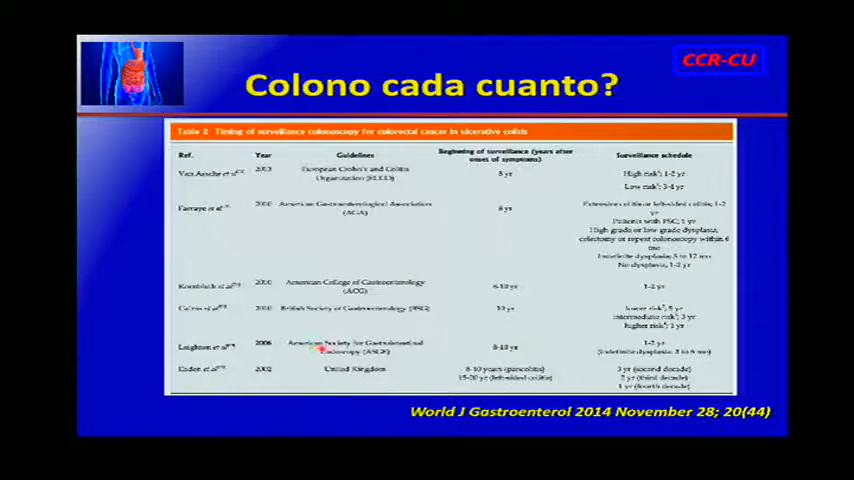 CCR-CU
Colono cada cuanto?
Table 2 Timing of surveillance colonoscopy for colorectal cancer in ulcerative colitis
Ref. Year Guidelines Beginning of surveillance (years after onset of symptoms) Surveillance schedule
Van Assche et al 2013 European Crohn's and Colitis Organization (ECCO) 8 yr High risk: 1-2 yr
Low risk: 3-4 yr
Farraye et al 2010 American Gastroenterological Association (AGA) 8 yr Extensive colitis or left-sided colitis; 1-2 yr
Patients with PSC; 1 yr
High grade or low grade dysplasia, colectomy or repeat colonoscopy within 6 mo
Indefinite dysplasia; 3 to 12 mo
No dysplasia, 1-2 yr
Kornbluth et al 2010 American College of Gastroenterology (ACG) 8-10 yr 1-2 yr
Cairns et al 2010 British Society of Gastroenterology (BSG) 10 yr lower risk; 5 yr
intermediate risk; 3 yr
higher risk; 1 yr
Leighton et al 2006 American Society for Gastrointestinal Endoscopy (ASGE) 8-10 yr 1-2 yr
(Indefinite dysplasia: 3 to 6 mo)
Eaden et al 2002 United Kingdom 8-10 years (pancolitis) 3 yr (second decade)
15-20 yr (left-sided colitis) 2 yr (third decade)
1 yr (fourth decade)
World J Gastroenterol 2014 November 28; 20(44)